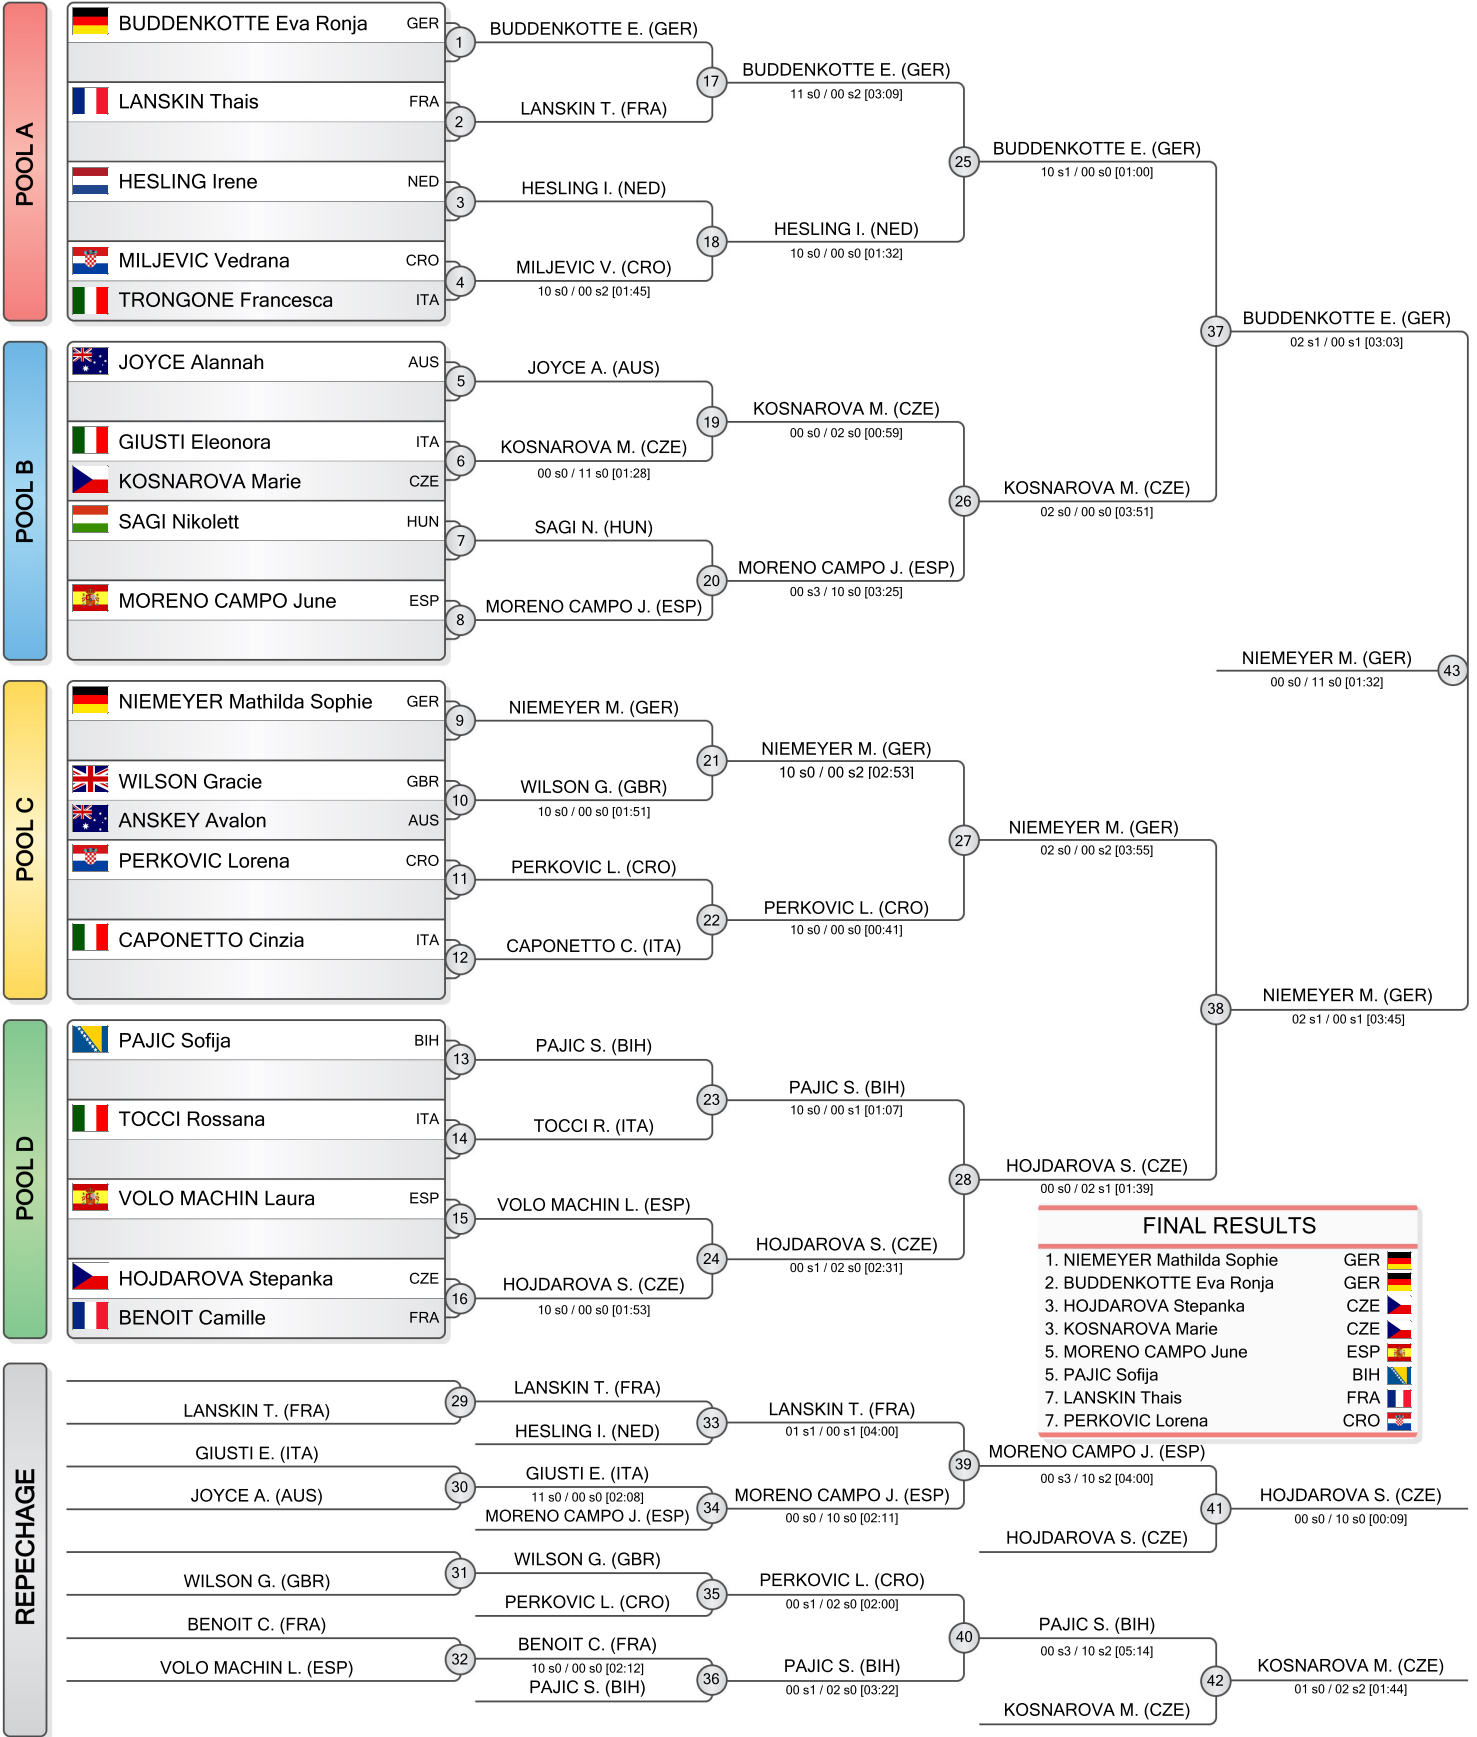 POOL A
BUDDENKOTTE Eva Ronja GER
LANSKIN Thais FRA
HESLING Irene NED
MILJEVIC Vedrana CRO
TRONGONE Francesca ITA
1
2
3
4
BUDDENKOTTE E. (GER)
LANSKIN T. (FRA)
HESLING I. (NED)
MILJEVIC V. (CRO)
10 s0 / 00 s2 [01:45]
17
18
BUDDENKOTTE E. (GER)
11 s0 / 00 s2 [03:09]
HESLING I. (NED)
10 s0 / 00 s0 [01:32]
25
BUDDENKOTTE E. (GER)
10 s1 / 00 s0 [01:00]
POOL B
JOYCE Alannah AUS
GIUSTI Eleonora ITA
KOSNAROVA Marie CZE
SAGI Nikolett HUN
MORENO CAMPO June ESP
5
6
7
8
JOYCE A. (AUS)
KOSNAROVA M. (CZE)
00 s0 / 11 s0 [01:28]
SAGI N. (HUN)
MORENO CAMPO J. (ESP)
19
20
KOSNAROVA M. (CZE)
00 s0 / 02 s0 [00:59]
MORENO CAMPO J. (ESP)
00 s3 / 10 s0 [03:25]
26
KOSNAROVA M. (CZE)
02 s0 / 00 s0 [03:51]
37
BUDDENKOTTE E. (GER)
02 s1 / 00 s1 [03:03]
NIEMEYER M. (GER)
00 s0 / 11 s0 [01:32]
43
POOL C
NIEMEYER Mathilda Sophie GER
WILSON Gracie GBR
ANSKEY Avalon AUS
PERKOVIC Lorena CRO
CAPONETTO Cinzia ITA
9
10
11
12
NIEMEYER M. (GER)
WILSON G. (GBR)
10 s0 / 00 s0 [01:51]
PERKOVIC L. (CRO)
CAPONETTO C. (ITA)
21
22
NIEMEYER M. (GER)
10 s0 / 00 s2 [02:53]
PERKOVIC L. (CRO)
10 s0 / 00 s0 [00:41]
27
NIEMEYER M. (GER)
02 s0 / 00 s2 [03:55]
POOL D
PAJIC Sofija BIH
TOCCI Rossana ITA
VOLO MACHIN Laura ESP
HOJDAROVA Stepanka CZE
BENOIT Camille FRA
13
14
15
16
PAJIC S. (BIH)
TOCCI R. (ITA)
VOLO MACHIN L. (ESP)
HOJDAROVA S. (CZE)
10 s0 / 00 s0 [01:53]
23
24
PAJIC S. (BIH)
10 s0 / 00 s1 [01:07]
HOJDAROVA S. (CZE)
00 s1 / 02 s0 [02:31]
28
HOJDAROVA S. (CZE)
00 s0 / 02 s1 [01:39]
38
NIEMEYER M. (GER)
02 s1 / 00 s1 [03:45]
FINAL RESULTS
1. NIEMEYER Mathilda Sophie GER
2. BUDDENKOTTE Eva Ronja GER
3. HOJDAROVA Stepanka CZE
3. KOSNAROVA Marie CZE
5. MORENO CAMPO June ESP
5. PAJIC Sofija BIH
7. LANSKIN Thais FRA
7. PERKOVIC Lorena CRO
REPECHAGE
LANSKIN T. (FRA)
GIUSTI E. (ITA)
JOYCE A. (AUS)
WILSON G. (GBR)
BENOIT C. (FRA)
VOLO MACHIN L. (ESP)
29
30
31
32
LANSKIN T. (FRA)
HESLING I. (NED)
GIUSTI E. (ITA)
11 s0 / 00 s0 [02:08]
MORENO CAMPO J. (ESP)
WILSON G. (GBR)
PERKOVIC L. (CRO)
BENOIT C. (FRA)
10 s0 / 00 s0 [02:12]
PAJIC S. (BIH)
33
34
35
36
LANSKIN T. (FRA)
01 s1 / 00 s1 [04:00]
MORENO CAMPO J. (ESP)
00 s0 / 10 s0 [02:11]
PERKOVIC L. (CRO)
00 s1 / 02 s0 [02:00]
PAJIC S. (BIH)
00 s1 / 02 s0 [03:22]
39
40
MORENO CAMPO J. (ESP)
00 s3 / 10 s2 [04:00]
HOJDAROVA S. (CZE)
PAJIC S. (BIH)
00 s3 / 10 s2 [05:14]
KOSNAROVA M. (CZE)
41
42
HOJDAROVA S. (CZE)
00 s0 / 10 s0 [00:09]
KOSNAROVA M. (CZE)
01 s0 / 02 s2 [01:44]